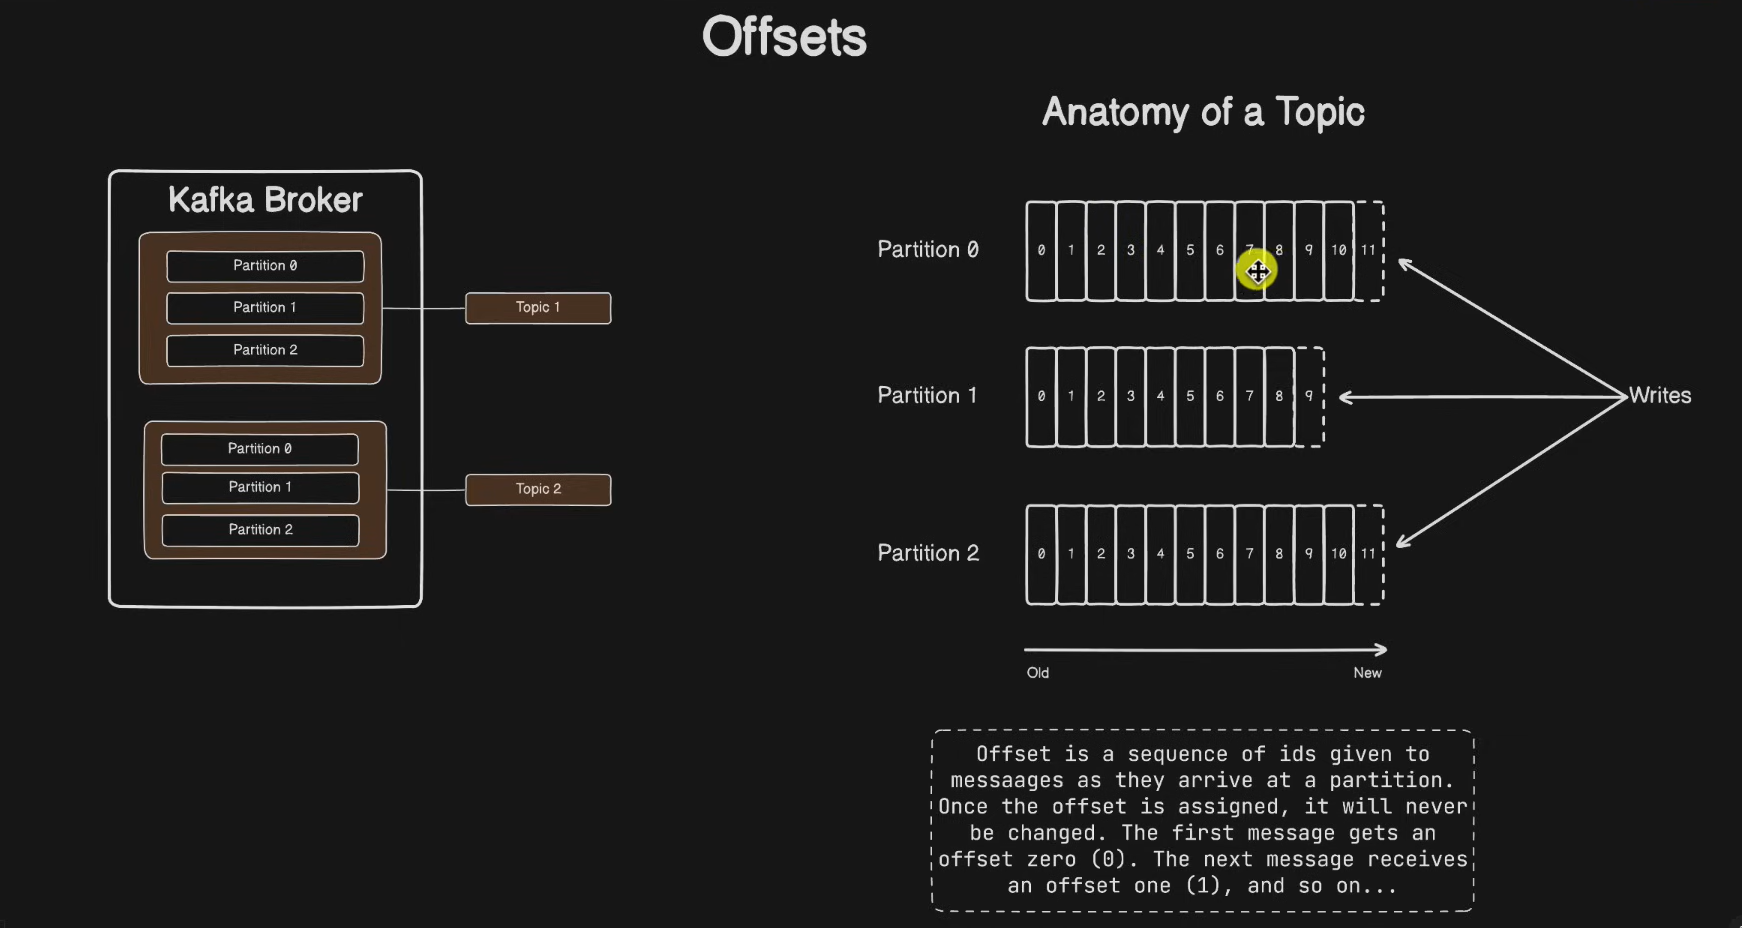 Offsets
Anatomy of a Topic
Kafka Broker
Partition 0
Partition 1
Partition 2
Topic 1
Partition 0
Partition 1
Partition 2
Topic 2
Partition 0
0 1 2 3 4 5 6 7 8 9 10 11
Partition 1
0 1 2 3 4 5 6 7 8 9
Writes
Partition 2
0 1 2 3 4 5 6 7 8 9 10 11
Old
New
Offset is a sequence of ids given to
messaages as they arrive at a partition.
Once the offset is assigned, it will never
be changed. The first message gets an
offset zero (0). The next message receives
an offset one (1), and so on...